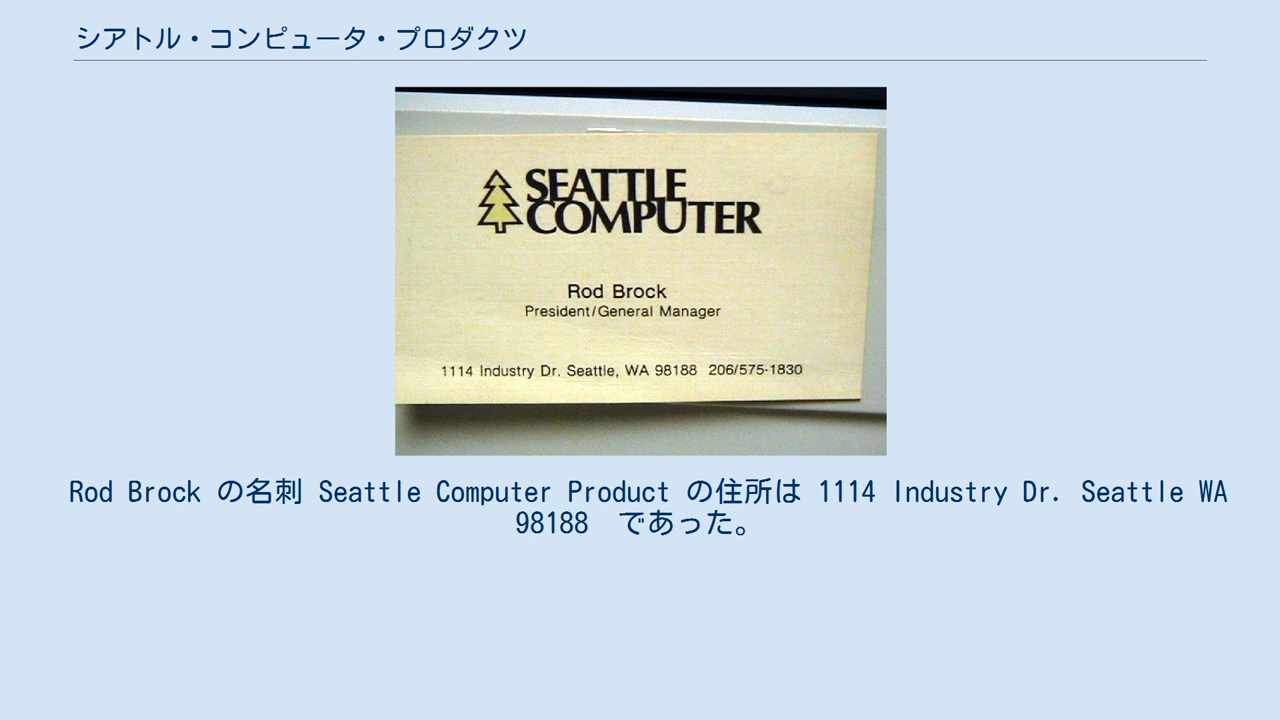 シアトル・コンピュータ・プロダクツ
SEATTLE
COMPUTER
Rod Brock
President/General Manager
1114 Industry Dr. Seattle, WA 98188 206/575-1830
Rod Brock の名刺 Seattle Computer Product の住所は 1114 Industry Dr. Seattle WA
98188 であった。